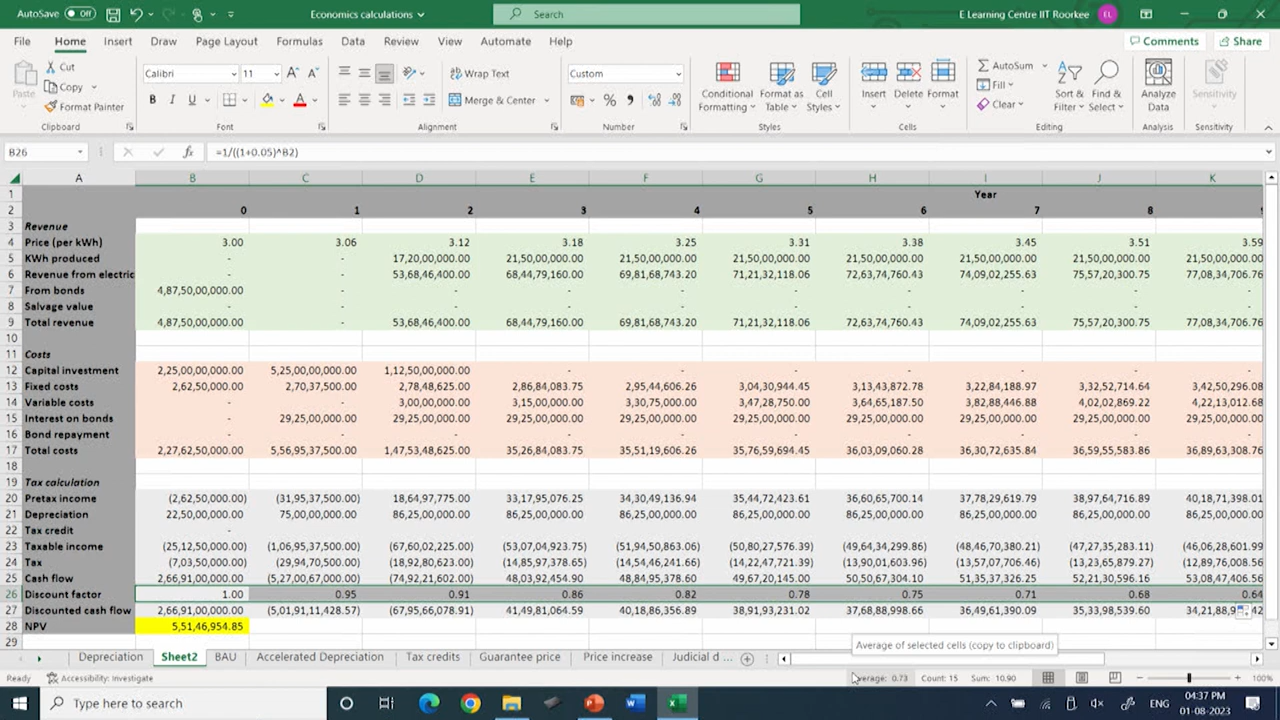 AutoSave Off Economics calculations Search E Learning Centre IIT Roorkee EL
File Home Insert Draw Page Layout Formulas Data Review View Automate Help Comments Share
Paste Cut Copy Format Painter Calibri 11 B I U Wrap Text Merge & Center Custom % Conditional Formatting Format as Table Cell Styles Insert Delete Format AutoSum Fill Clear Sort & Filter Find & Select Analyze Data Sensitivity
Clipboard Font Alignment Number Styles Cells Editing Analysis Sensitivity
B26 fx =1/((1+0.05)^B2)
A B C D E F G H I J K
1 Year
2 0 1 2 3 4 5 6 7 8
3 Revenue
4 Price (per kWh) 3.00 3.06 3.12 3.18 3.25 3.31 3.38 3.45 3.51 3.59
5 KWh produced - - 17,20,00,000.00 21,50,00,000.00 21,50,00,000.00 21,50,00,000.00 21,50,00,000.00 21,50,00,000.00 21,50,00,000.00 21,50,00,000.00
6 Revenue from electric - - 53,68,46,400.00 68,44,79,160.00 69,81,68,743.20 71,21,32,118.06 72,63,74,760.43 74,09,02,255.63 75,57,20,300.75 77,08,34,706.76
7 From bonds 4,87,50,00,000.00 - - - - - - - - -
8 Salvage value - - - - - - - - - -
9 Total revenue 4,87,50,00,000.00 - 53,68,46,400.00 68,44,79,160.00 69,81,68,743.20 71,21,32,118.06 72,63,74,760.43 74,09,02,255.63 75,57,20,300.75 77,08,34,706.76
10
11 Costs
12 Capital investment 2,25,00,00,000.00 5,25,00,00,000.00 1,12,50,00,000.00 - - - - - - -
13 Fixed costs 2,62,50,000.00 2,70,37,500.00 2,78,48,625.00 2,86,84,083.75 2,95,44,606.26 3,04,30,944.45 3,13,43,872.78 3,22,84,188.97 3,32,52,714.64 3,42,50,296.08
14 Variable costs - - 3,00,00,000.00 3,15,00,000.00 3,30,75,000.00 3,47,28,750.00 3,64,65,187.50 3,82,88,446.88 4,02,02,869.22 4,22,13,012.68
15 Interest on bonds - 29,25,00,000.00 29,25,00,000.00 29,25,00,000.00 29,25,00,000.00 29,25,00,000.00 29,25,00,000.00 29,25,00,000.00 29,25,00,000.00 29,25,00,000.00
16 Bond repayment - - - - - - - - - -
17 Total costs 2,27,62,50,000.00 5,56,95,37,500.00 1,47,53,48,625.00 35,26,84,083.75 35,51,19,606.26 35,76,59,694.45 36,03,09,060.28 36,30,72,635.84 36,59,55,583.86 36,89,63,308.76
18
19 Tax calculation
20 Pretax income (2,62,50,000.00) (31,95,37,500.00) 18,64,97,775.00 33,17,95,076.25 34,30,49,136.94 35,44,72,423.61 36,60,65,700.14 37,78,29,619.79 38,97,64,716.89 40,18,71,398.01
21 Depreciation 22,50,00,000.00 75,00,00,000.00 86,25,00,000.00 86,25,00,000.00 86,25,00,000.00 86,25,00,000.00 86,25,00,000.00 86,25,00,000.00 86,25,00,000.00 86,25,00,000.00
22 Tax credit -
23 Taxable income (25,12,50,000.00) (1,06,95,37,500.00) (67,60,02,225.00) (53,07,04,923.75) (51,94,50,863.06) (50,80,27,576.39) (49,64,34,299.86) (48,46,70,380.21) (47,27,35,283.11) (46,06,28,601.99
24 Tax (7,03,50,000.00) (29,94,70,500.00) (18,92,80,623.00) (14,85,97,378.65) (14,54,46,241.66) (14,22,47,721.39) (13,90,01,603.96) (13,57,07,706.46) (13,23,65,879.27) (12,89,76,008.56
25 Cash flow 2,66,91,00,000.00 (5,27,00,67,000.00) (74,92,21,602.00) 48,03,92,454.90 48,84,95,378.60 49,67,20,145.00 50,50,67,304.10 51,35,37,326.25 52,21,30,596.16 53,08,47,406.56
26 Discount factor 1.00 0.95 0.91 0.86 0.82 0.78 0.75 0.71 0.68 0.64
27 Discounted cash flow 2,66,91,00,000.00 (5,01,91,11,428.57) (67,95,66,078.91) 41,49,81,064.59 40,18,86,356.89 38,91,93,231.02 37,68,88,998.66 36,49,61,390.09 35,33,98,539.60
28 NPV 5,51,46,954.85
29
Average of selected cells (copy to clipboard)
Depreciation Sheet2 BAU Accelerated Depreciation Tax credits Guarantee price Price increase Judicial d ...
Ready Accessibility: Investigate Average: 0.73 Count: 15 Sum: 10.90 100%
Type here to search ENG 04:37 PM
01-08-2023